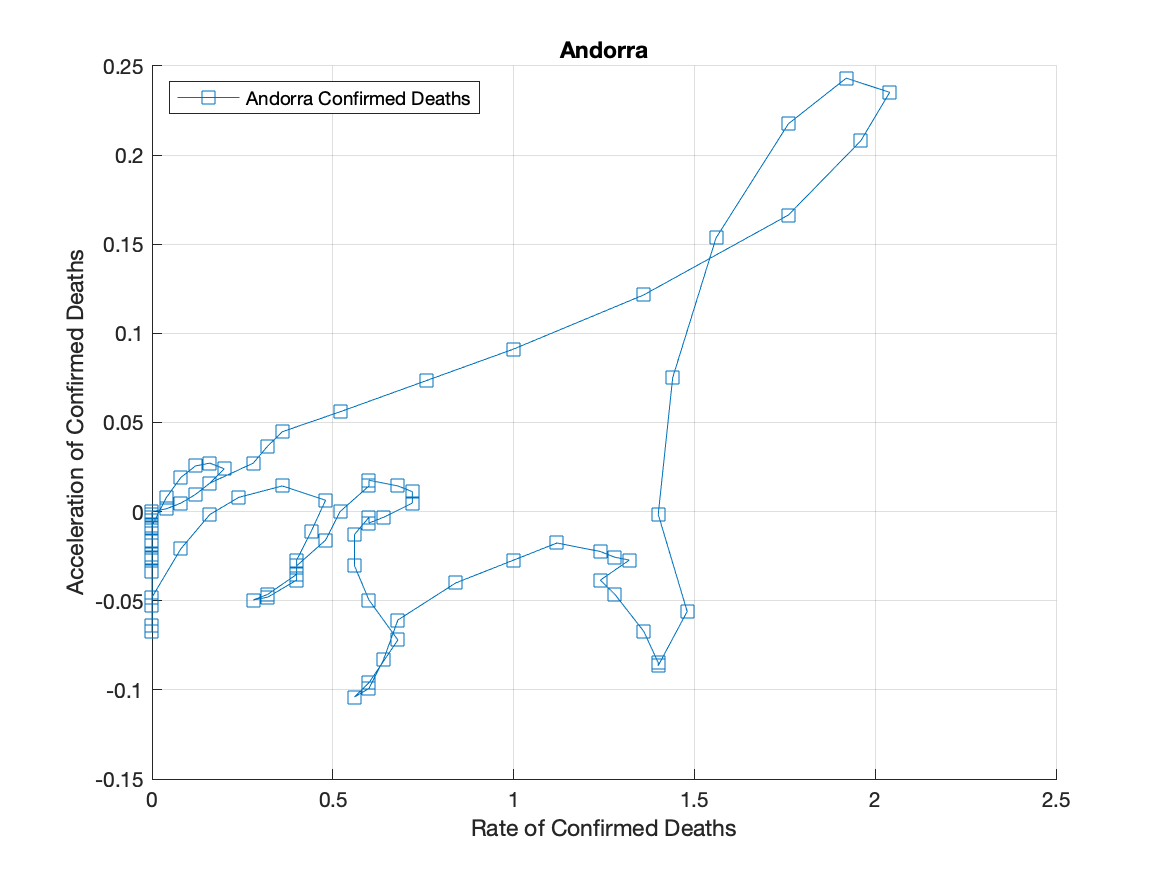 Andorra
0.25
Andorra Confirmed Deaths
0.2
0.15
0.1
0.05
0
-0.05
-0.1
-0.15
Acceleration of Confirmed Deaths
0 0.5 1 1.5 2 2.5
Rate of Confirmed Deaths